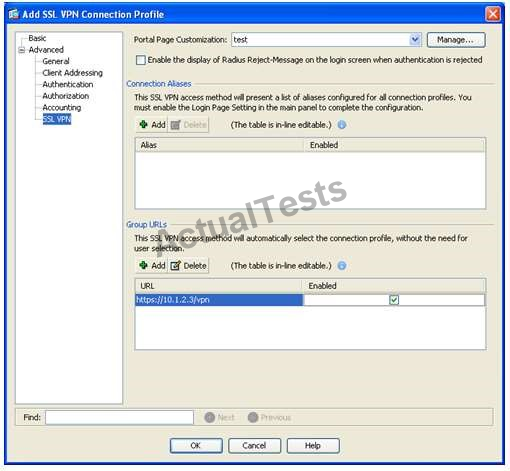 Add SSL VPN Connection Profile
Basic
Advanced
General
Client Addressing
Authentication
Authorization
Accounting
SSL VPN
Portal Page Customization: test Manage...
Enable the display of Radius Reject-Message on the login screen when authentication is rejected
Connection Aliases
This SSL VPN access method will present a list of aliases configured for all connection profiles. You
must enable the Login Page Setting in the main panel to complete the configuration.
Add Delete (The table is in-line editable.)
Alias Enabled
ActualTests
Group URLs
This SSL VPN access method will automatically select the connection profile, without the need for
user selection.
Add Delete (The table is in-line editable.)
URL Enabled
https://10.1.2.3/vpn
Find: Next Previous
OK Cancel Help